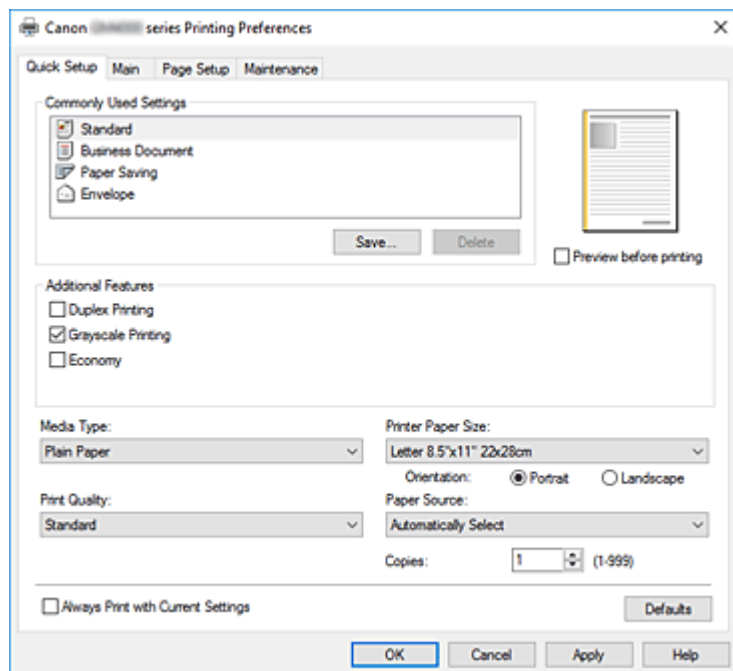 Canon series Printing Preferences
Quick Setup Main Page Setup Maintenance
Commonly Used Settings
Standard
Business Document
Paper Saving
Envelope
Save... Delete
Preview before printing
Additional Features
Duplex Printing
Grayscale Printing
Economy
Media Type: Printer Paper Size:
Plain Paper Letter 8.5"x11" 22x28cm
Orientation: Portrait Landscape
Print Quality: Paper Source:
Standard Automatically Select
Copies: 1 (1-999)
Always Print with Current Settings Defaults
OK Cancel Apply Help